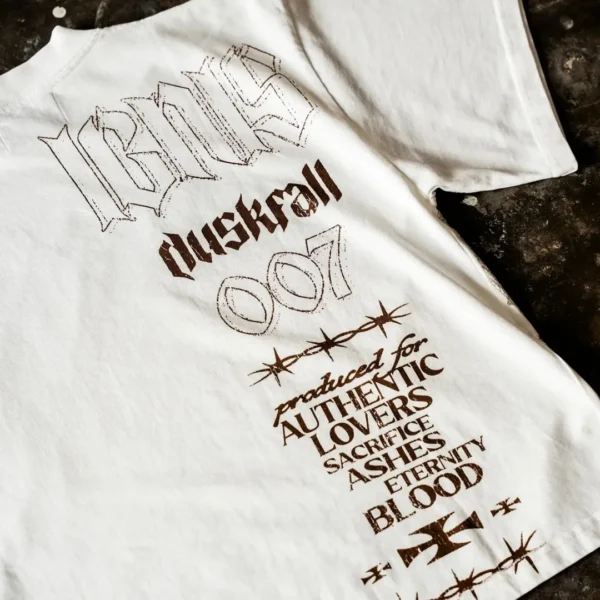 IGNIS
duskfall
007
produced for
AUTHENTIC
LOVERS
SACRIFICE
ASHES
ETERNITY
BLOOD